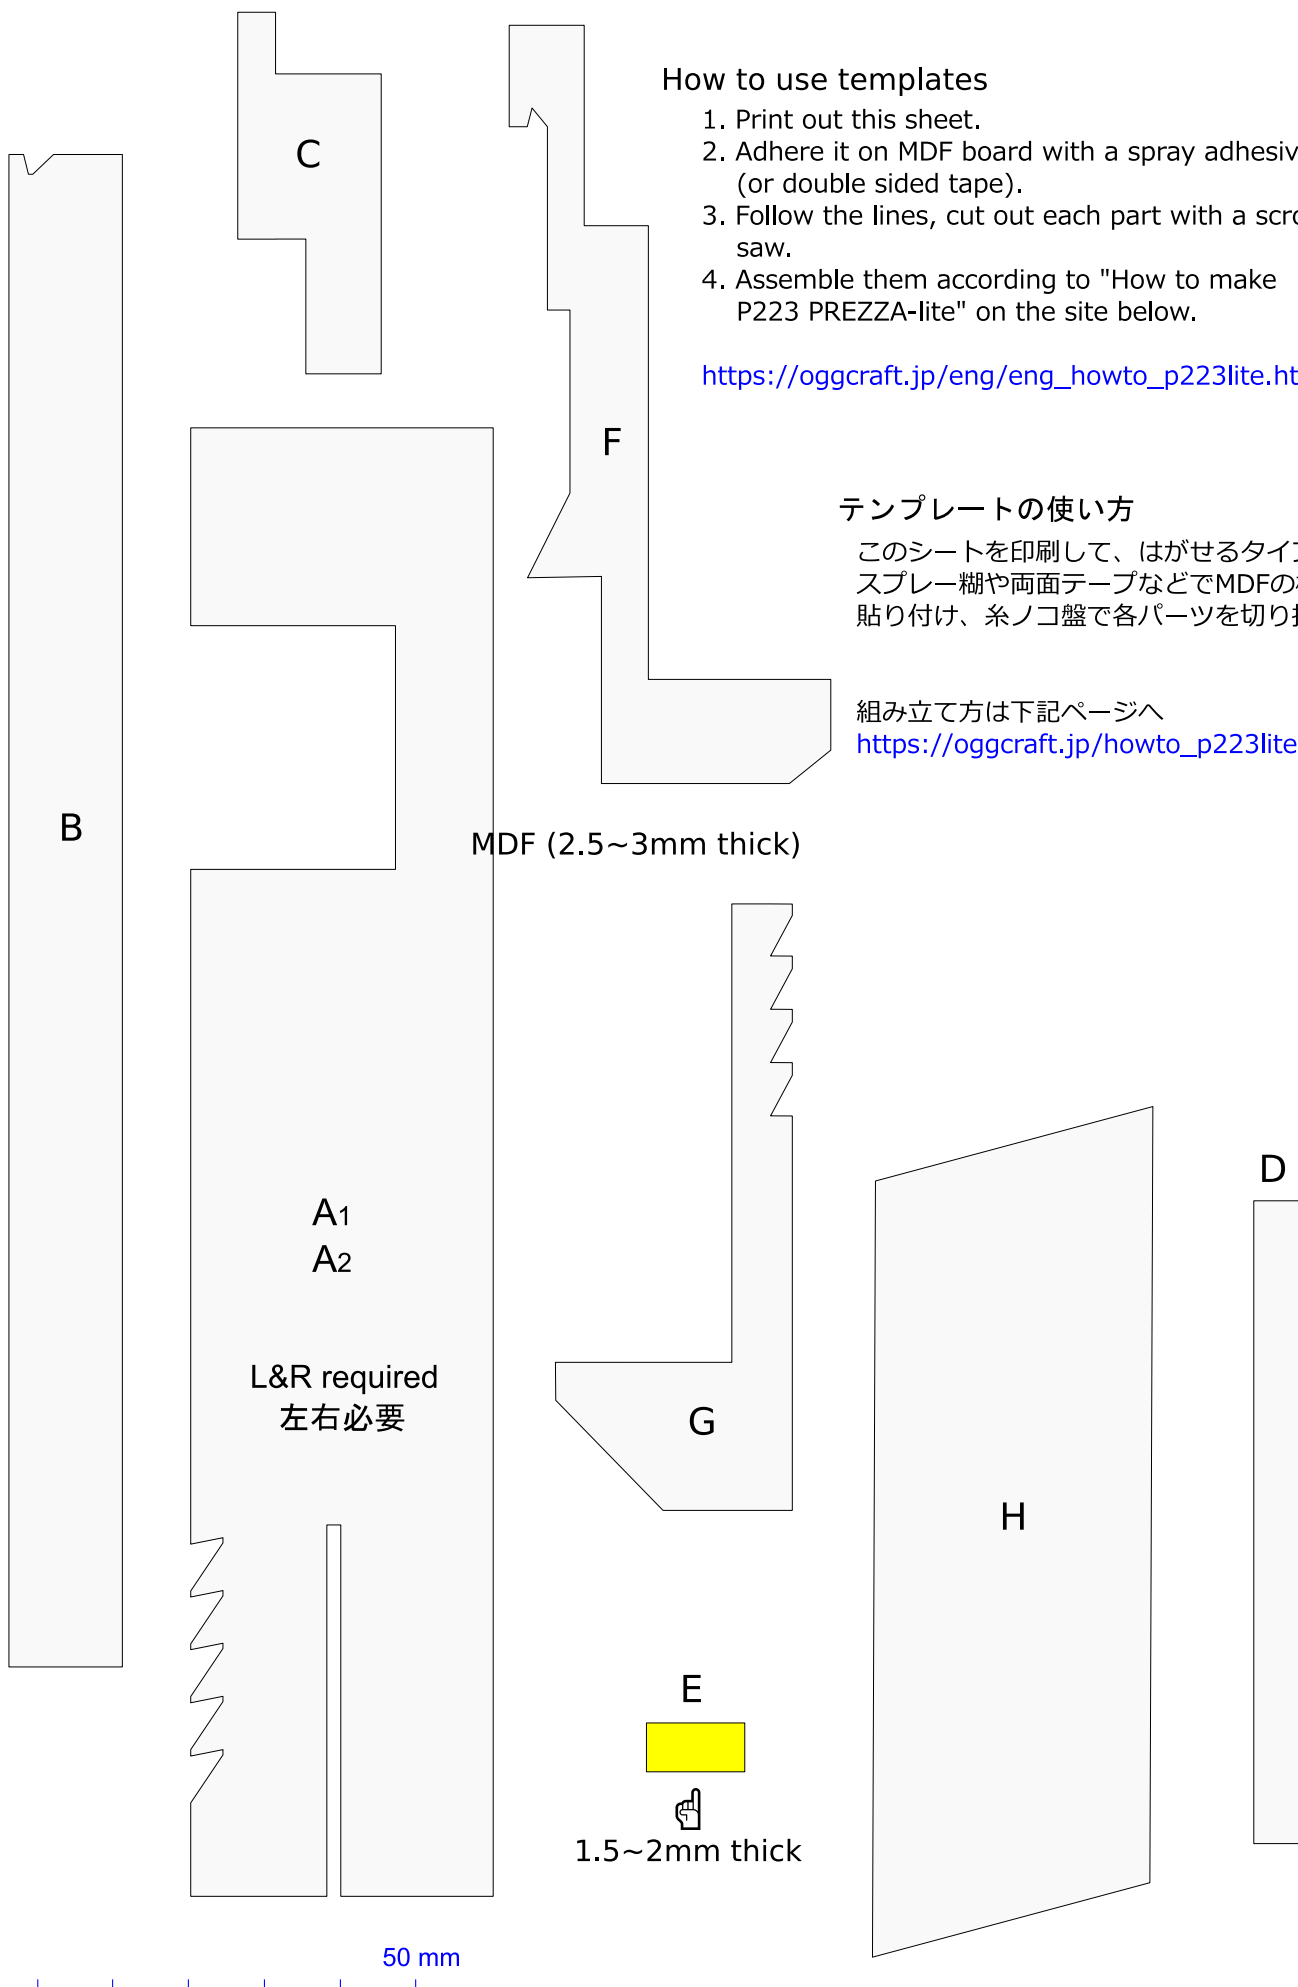 How to use templates
1. Print out this sheet.
2. Adhere it on MDF board with a spray
(or double sided tape).
3. Follow the lines, cut out each part with a
saw.
4. Assemble them according to "How to make
P223 PREZZA-lite" on the site below.
https://oggcraft.jp/eng/eng_howto_p223lite.ht
C
F
B
テンプレートの使い方
このシートを印刷して、はがせるタイ
スプレー糊や両面テープなどでMDFの
貼り付け、糸ノコ盤で各パーツを切り
組み立て方は下記ページへ
https://oggcraft.jp/howto_p223lite
MDF (2.5~3mm thick)
A1
A2
L&R required
左右必要
G
H
D
E
☝
1.5~2mm thick
50 mm